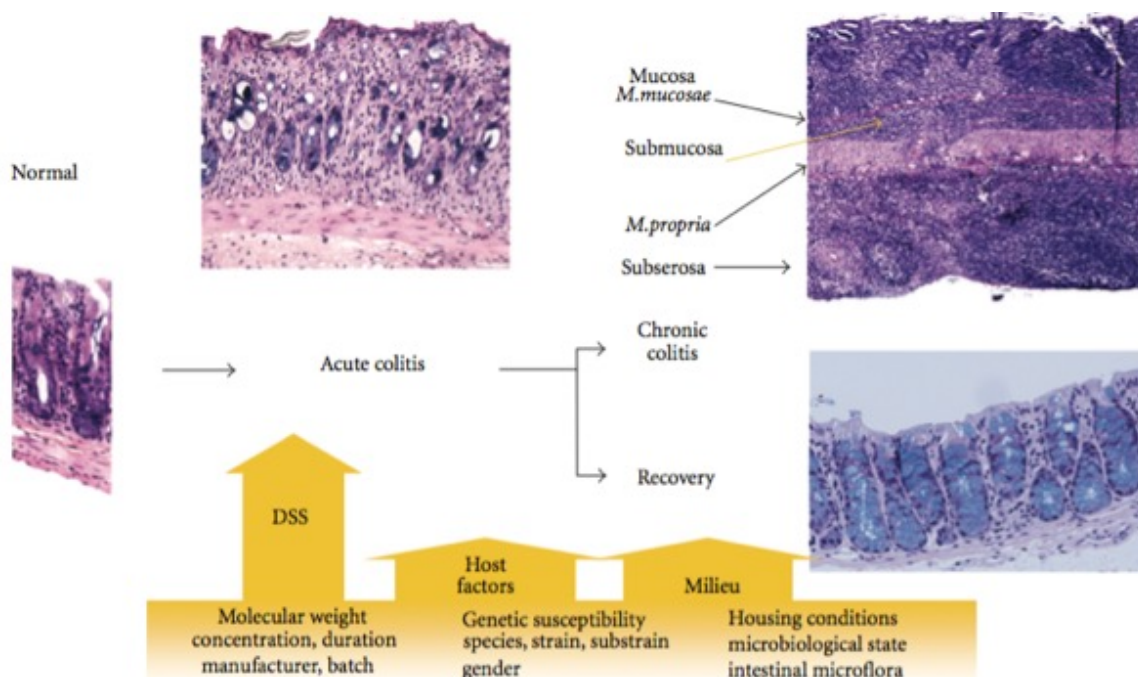 Normal
Mucosa
M.mucosae
Submucosa
M.propria
Subserosa
Acute colitis
Chronic
colitis
Recovery
DSS
Host
factors
Milieu
Molecular weight
concentration, duration
manufacturer, batch
Genetic susceptibility
species, strain, substrain
gender
Housing conditions
microbiological state
intestinal microflora